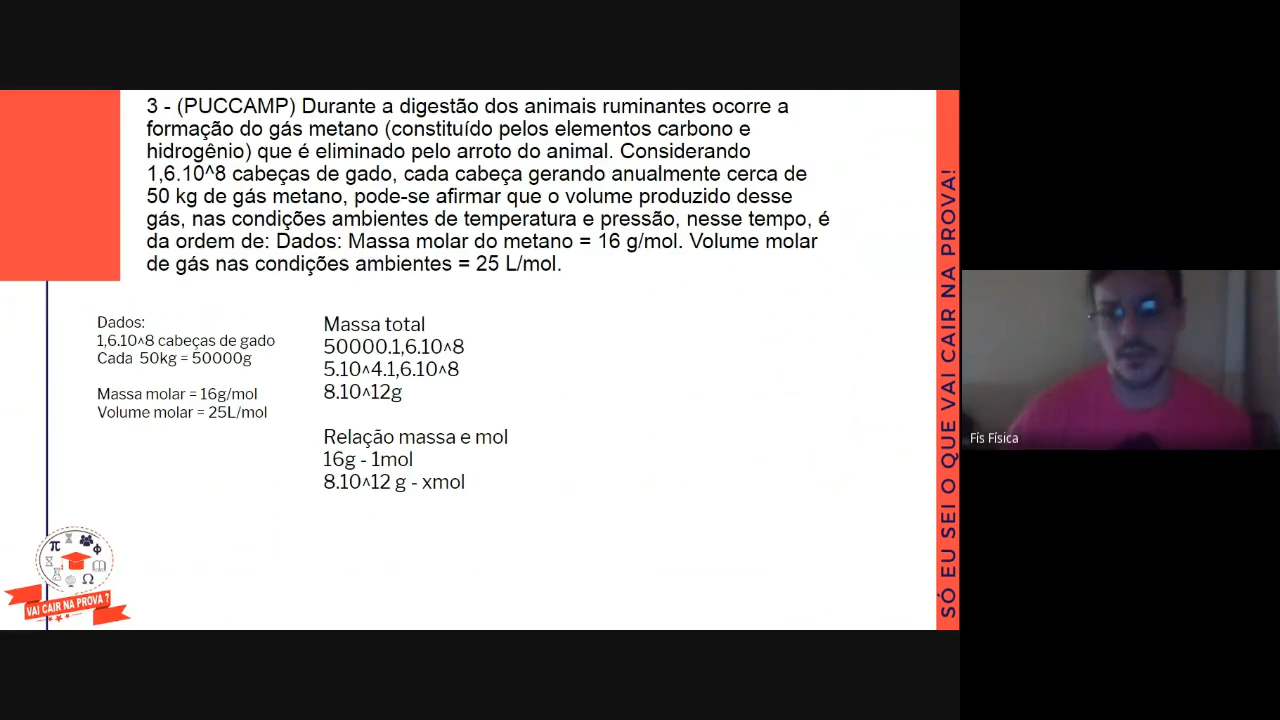 3 - (PUCCAMP) Durante a digestão dos animais ruminantes ocorre a
formação do gás metano (constituído pelos elementos carbono e
hidrogênio) que é eliminado pelo arroto do animal. Considerando
1,6.10^8 cabeças de gado, cada cabeça gerando anualmente cerca de
50 kg de gás metano, pode-se afirmar que o volume produzido desse
gás, nas condições ambientes de temperatura e pressão, nesse tempo, é
da ordem de: Dados: Massa molar do metano = 16 g/mol. Volume molar
de gás nas condições ambientes = 25 L/mol.
Dados:
1,6.10^8 cabeças de gado
Cada 50kg = 50000g
Massa molar = 16g/mol
Volume molar = 25L/mol
Massa total
50000.1,6.10^8
5.10^4.1,6.10^8
8.10^12g
Relação massa e mol
16g - 1mol
8.10^12 g - xmol
π
Φ
Ω
VAI CAIR NA PROVA ?
SÓ EU SEI O QUE VAI CAIR NA PROVA!
Fís Física